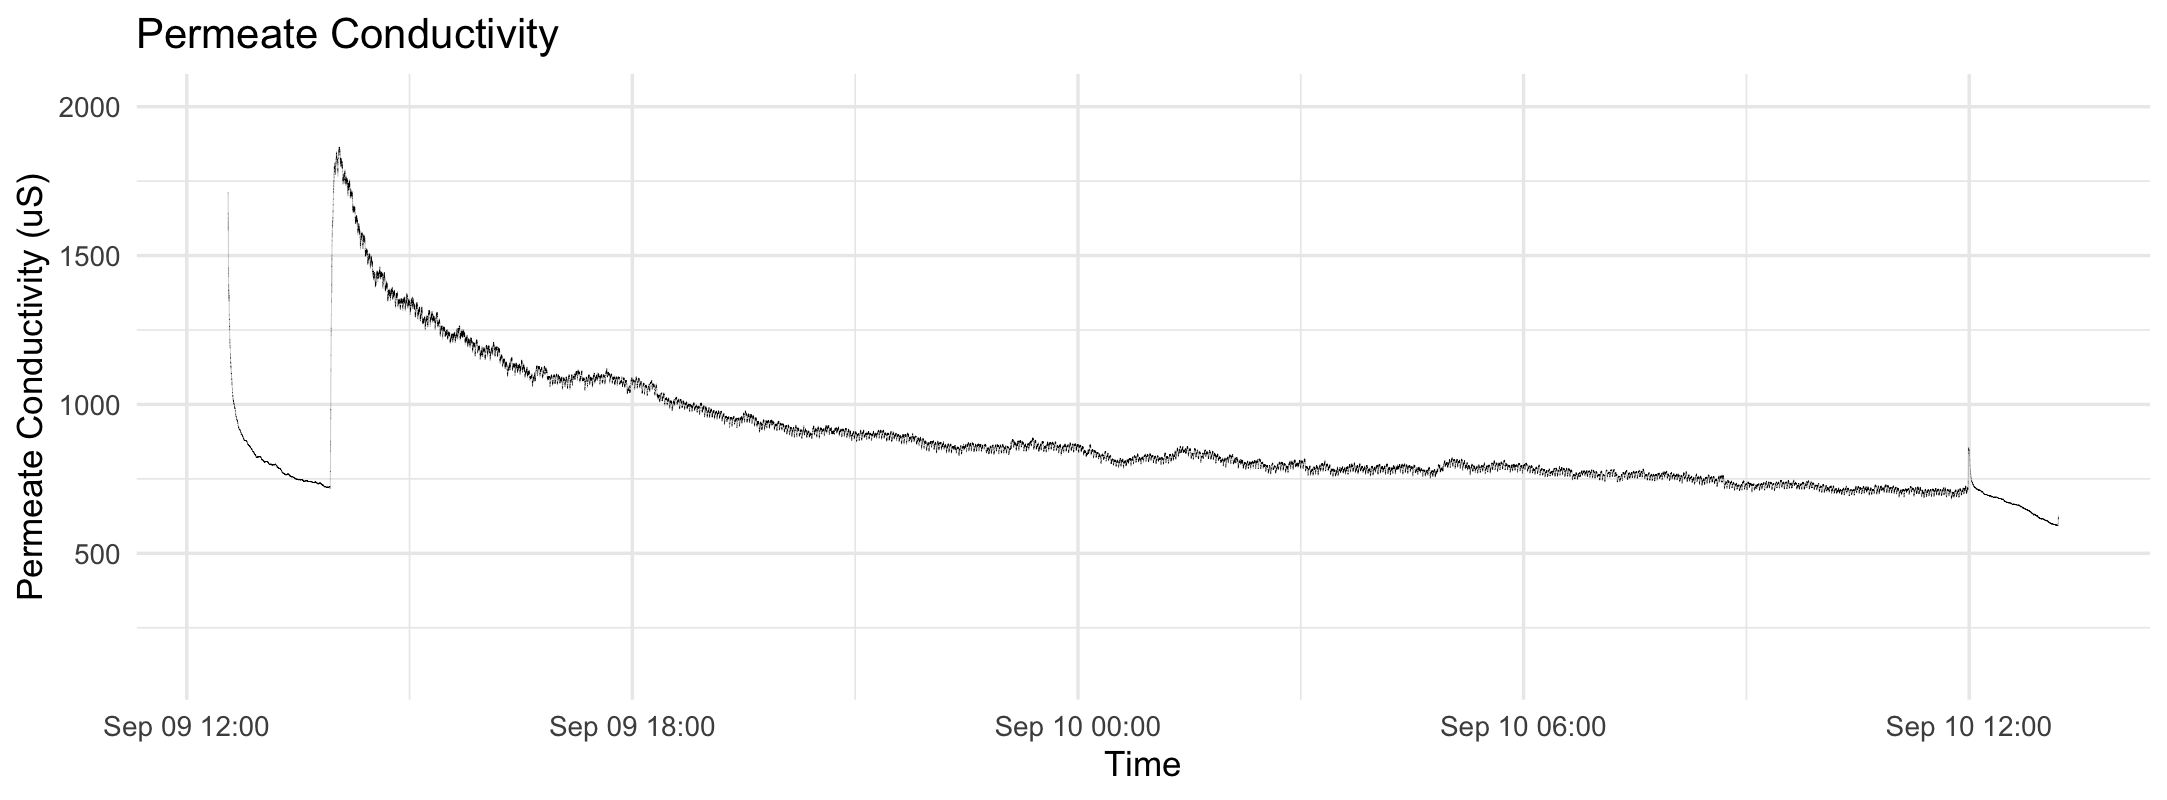 Permeate Conductivity
Permeate Conductivity (uS)
2000
1500
1000
500
Sep 09 12:00 Sep 09 18:00 Sep 10 00:00 Sep 10 06:00 Sep 10 12:00
Time